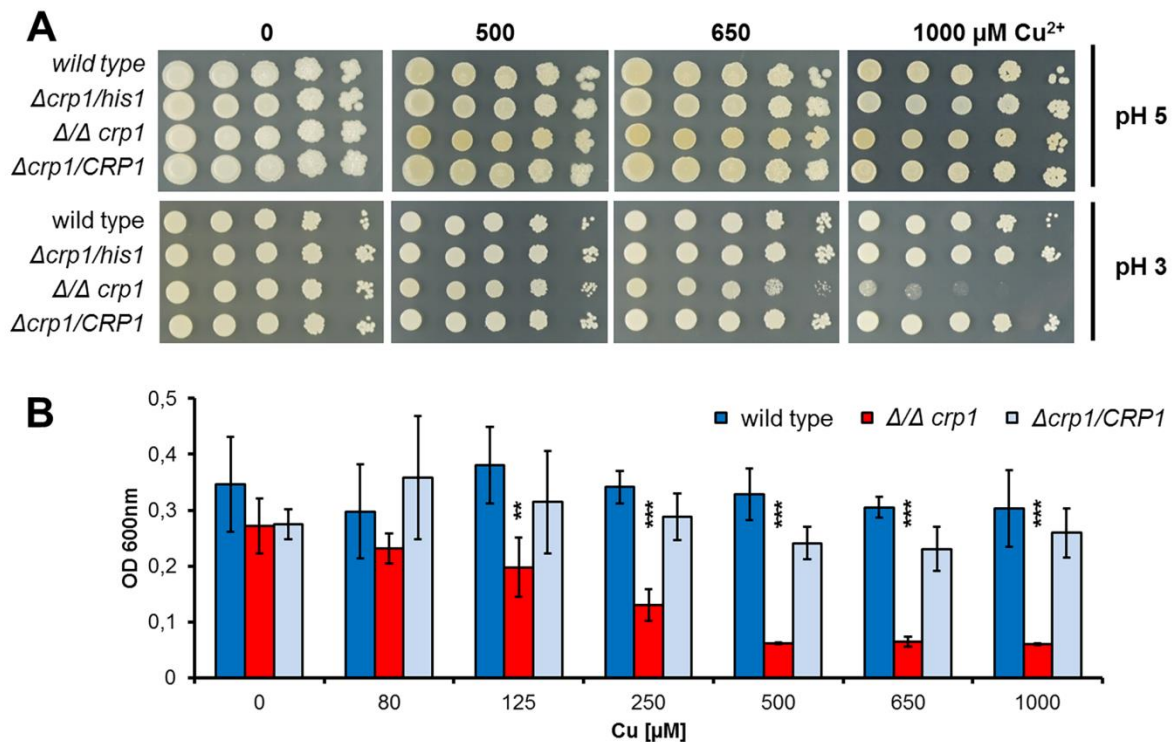 A
0 500 650 1000 µM Cu²⁺
wild type
Δcrp1/his1
Δ/Δ crp1
Δcrp1/CRP1
pH 5
wild type
Δcrp1/his1
Δ/Δ crp1
Δcrp1/CRP1
pH 3
B
wild type Δ/Δ crp1 Δcrp1/CRP1
OD 600nm
0,5
0,4
0,3
0,2
0,1
0
** *** *** *** ***
0 80 125 250 500 650 1000
Cu [µM]